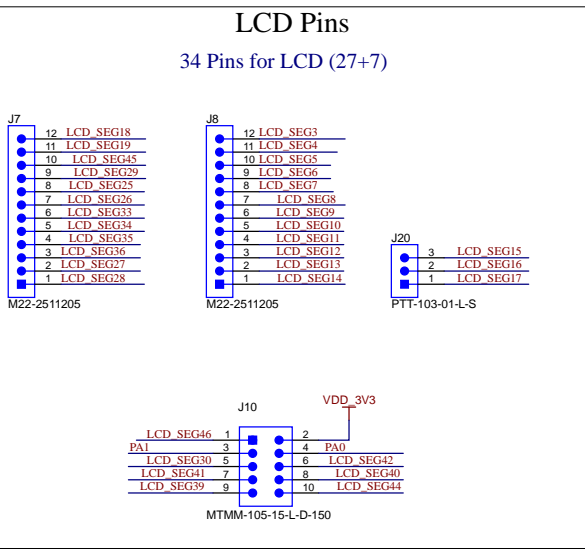 LCD Pins
34 Pins for LCD (27+7)
J7
12 LCD_SEG18
11 LCD_SEG19
10 LCD_SEG45
9 LCD_SEG29
8 LCD_SEG25
7 LCD_SEG26
6 LCD_SEG33
5 LCD_SEG34
4 LCD_SEG35
3 LCD_SEG36
2 LCD_SEG27
1 LCD_SEG28
M22-2511205
J8
12 LCD_SEG3
11 LCD_SEG4
10 LCD_SEG5
9 LCD_SEG6
8 LCD_SEG7
7 LCD_SEG8
6 LCD_SEG9
5 LCD_SEG10
4 LCD_SEG11
3 LCD_SEG12
2 LCD_SEG13
1 LCD_SEG14
M22-2511205
J20
3 LCD_SEG15
2 LCD_SEG16
1 LCD_SEG17
PTT-103-01-L-S
J10
VDD_3V3
LCD_SEG46 1 2
PA1 3 4 PA0
LCD_SEG30 5 6 LCD_SEG42
LCD_SEG41 7 8 LCD_SEG40
LCD_SEG39 9 10 LCD_SEG44
MTMM-105-15-L-D-150